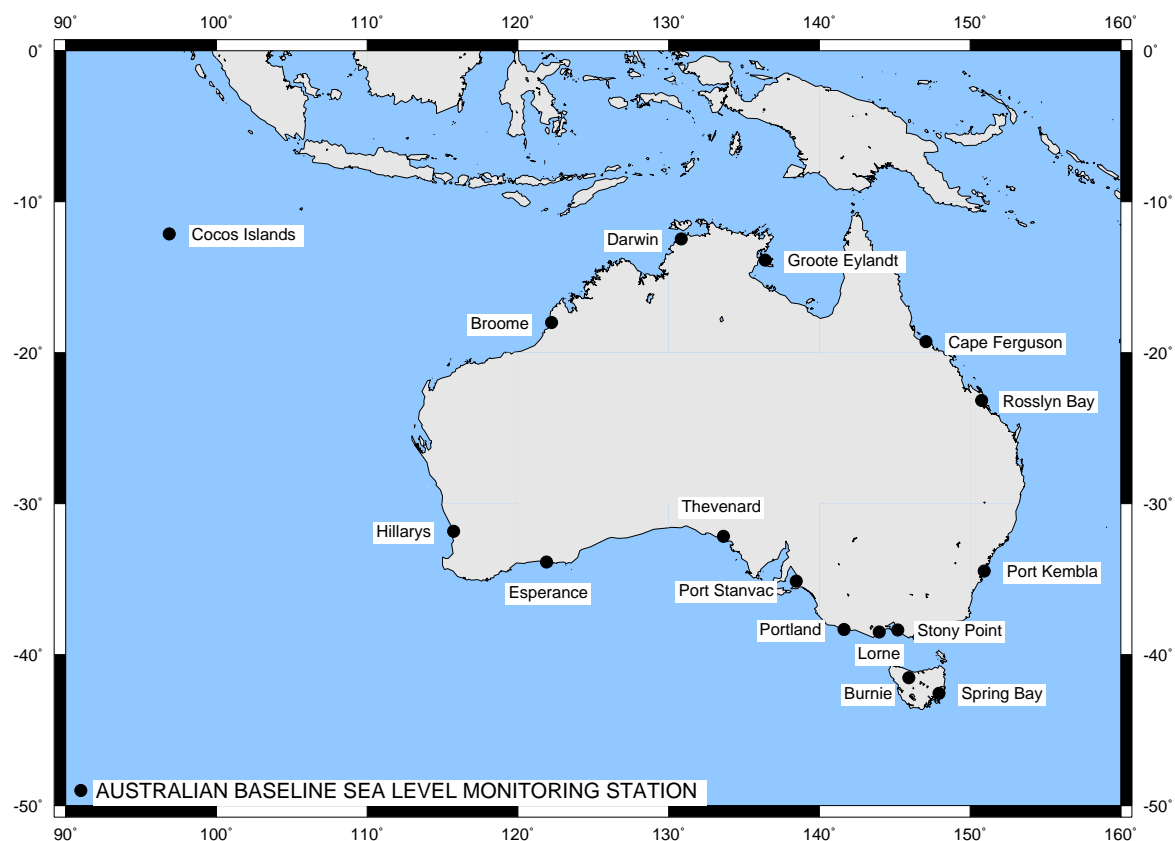 90˚ 100˚ 110˚ 120˚ 130˚ 140˚ 150˚ 160˚
0˚ 0˚
-10˚ -10˚
Cocos Islands
Darwin
Groote Eylandt
Broome
Cape Ferguson
-20˚ -20˚
Rosslyn Bay
-30˚ -30˚
Thevenard
Hillarys
Port Kembla
Esperance
Port Stanvac
Portland
Stony Point
Lorne
-40˚ -40˚
Burnie
Spring Bay
AUSTRALIAN BASELINE SEA LEVEL MONITORING STATION
-50˚ -50˚
90˚ 100˚ 110˚ 120˚ 130˚ 140˚ 150˚ 160˚